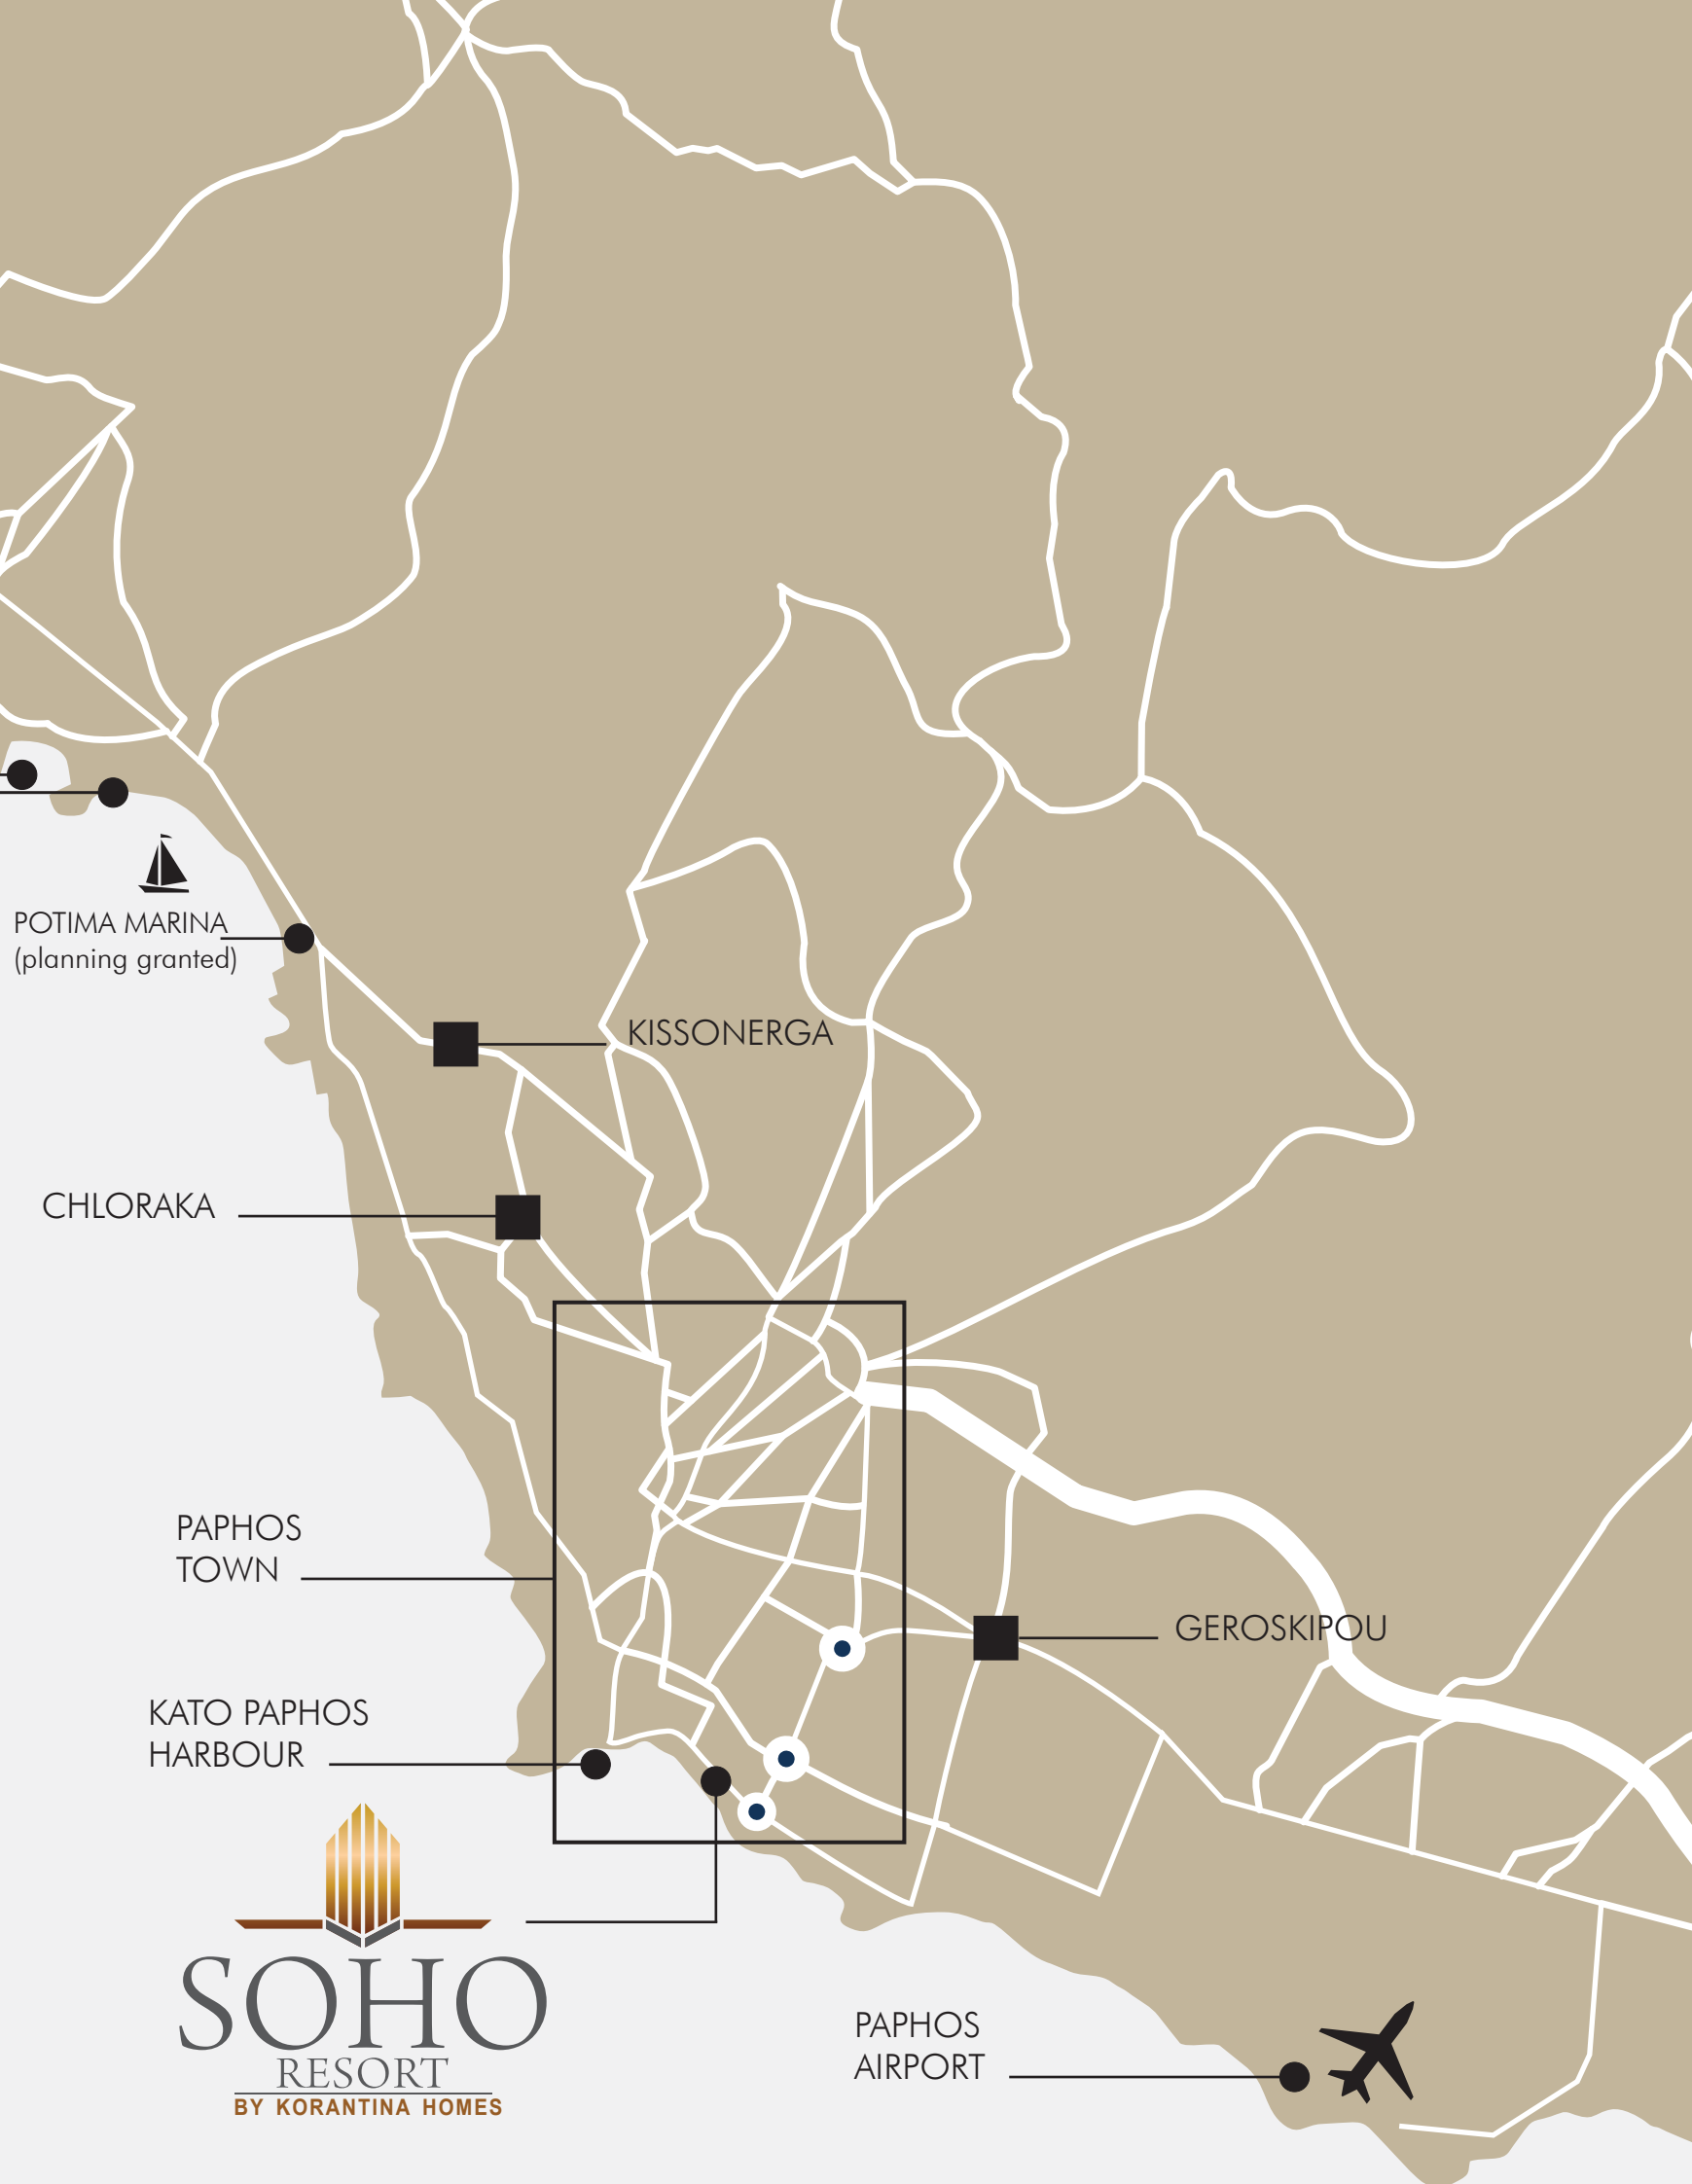 POTIMA MARINA
(planning granted)
KISSONERGA
CHLORAKA
PAPHOS
TOWN
GEROSKIPOU
KATO PAPHOS
HARBOUR
SOHO
RESORT
BY KORANTINA HOMES
PAPHOS
AIRPORT